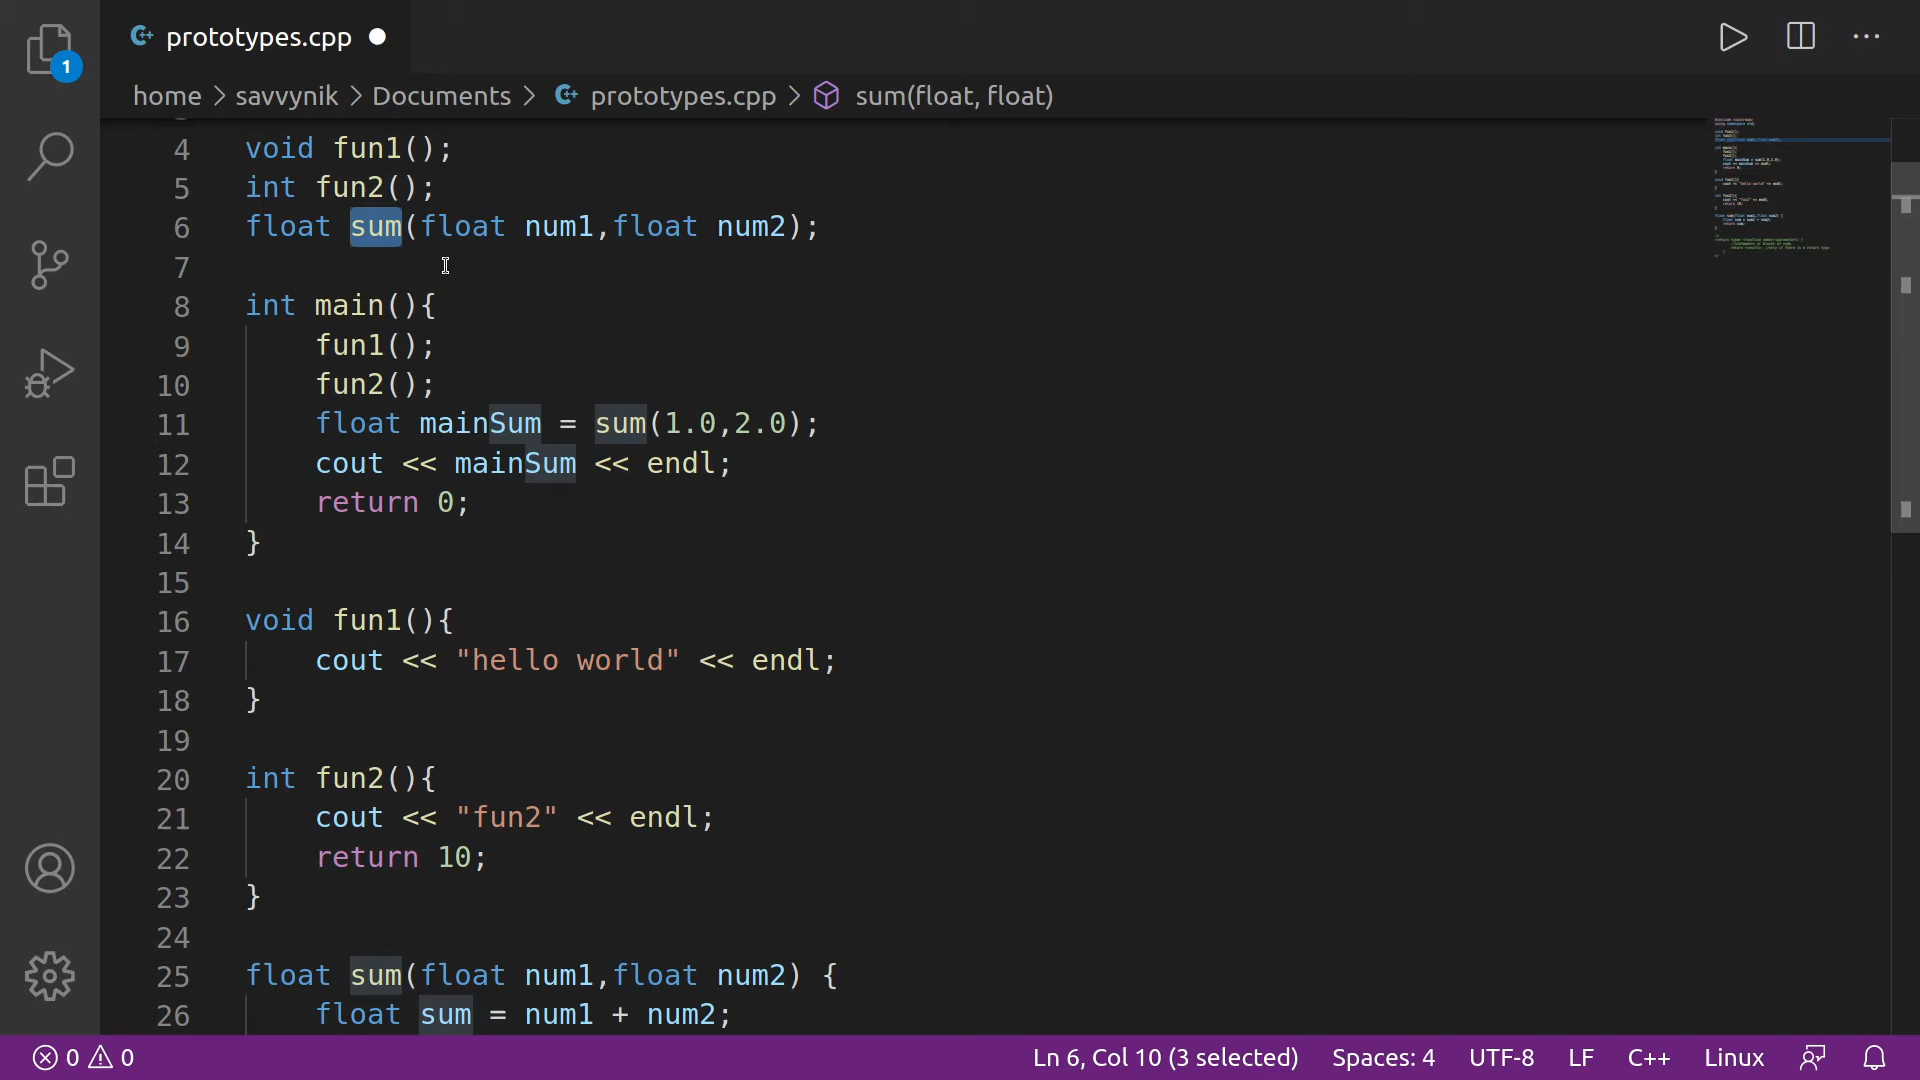 prototypes.cpp
1
home > savvynik > Documents > prototypes.cpp > sum(float, float)
4 void fun1();
5 int fun2();
6 float sum(float num1,float num2);
7
8 int main(){
9 fun1();
10 fun2();
11 float mainSum = sum(1.0,2.0);
12 cout << mainSum << endl;
13 return 0;
14 }
15
16 void fun1(){
17 cout << "hello world" << endl;
18 }
19
20 int fun2(){
21 cout << "fun2" << endl;
22 return 10;
23 }
24
25 float sum(float num1,float num2) {
26 float sum = num1 + num2;
0 0 Ln 6, Col 10 (3 selected) Spaces: 4 UTF-8 LF C++ Linux